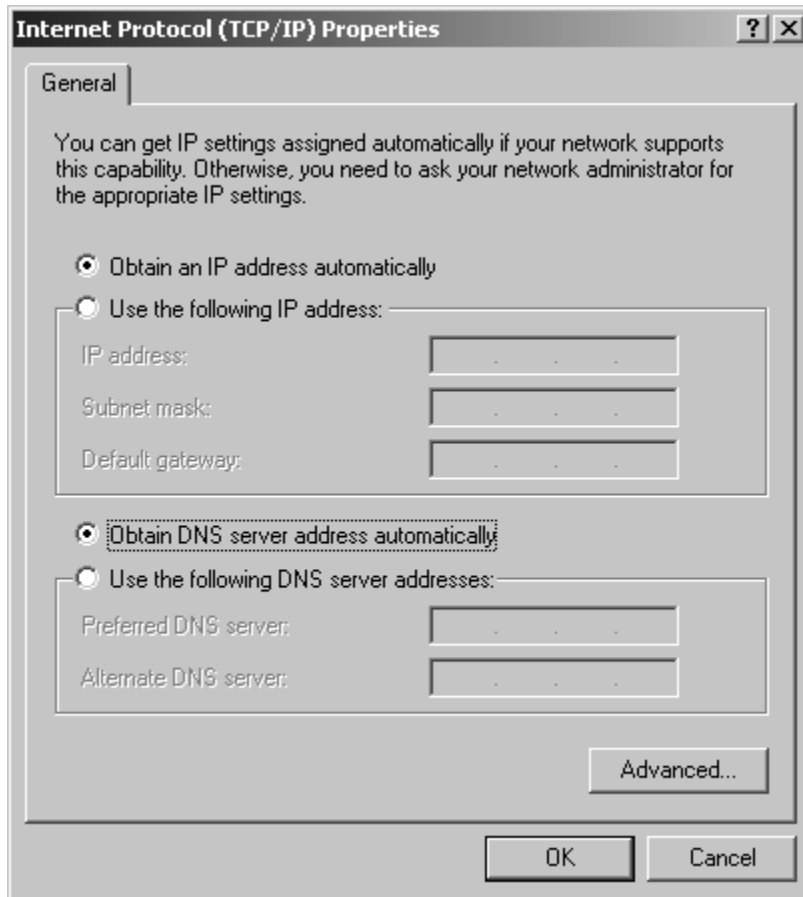 Internet Protocol (TCP/IP) Properties
General
You can get IP settings assigned automatically if your network supports
this capability. Otherwise, you need to ask your network administrator for
the appropriate IP settings.
Obtain an IP address automatically
Use the following IP address:
IP address:
Subnet mask:
Default gateway:
Obtain DNS server address automatically
Use the following DNS server addresses:
Preferred DNS server:
Alternate DNS server:
Advanced...
OK Cancel